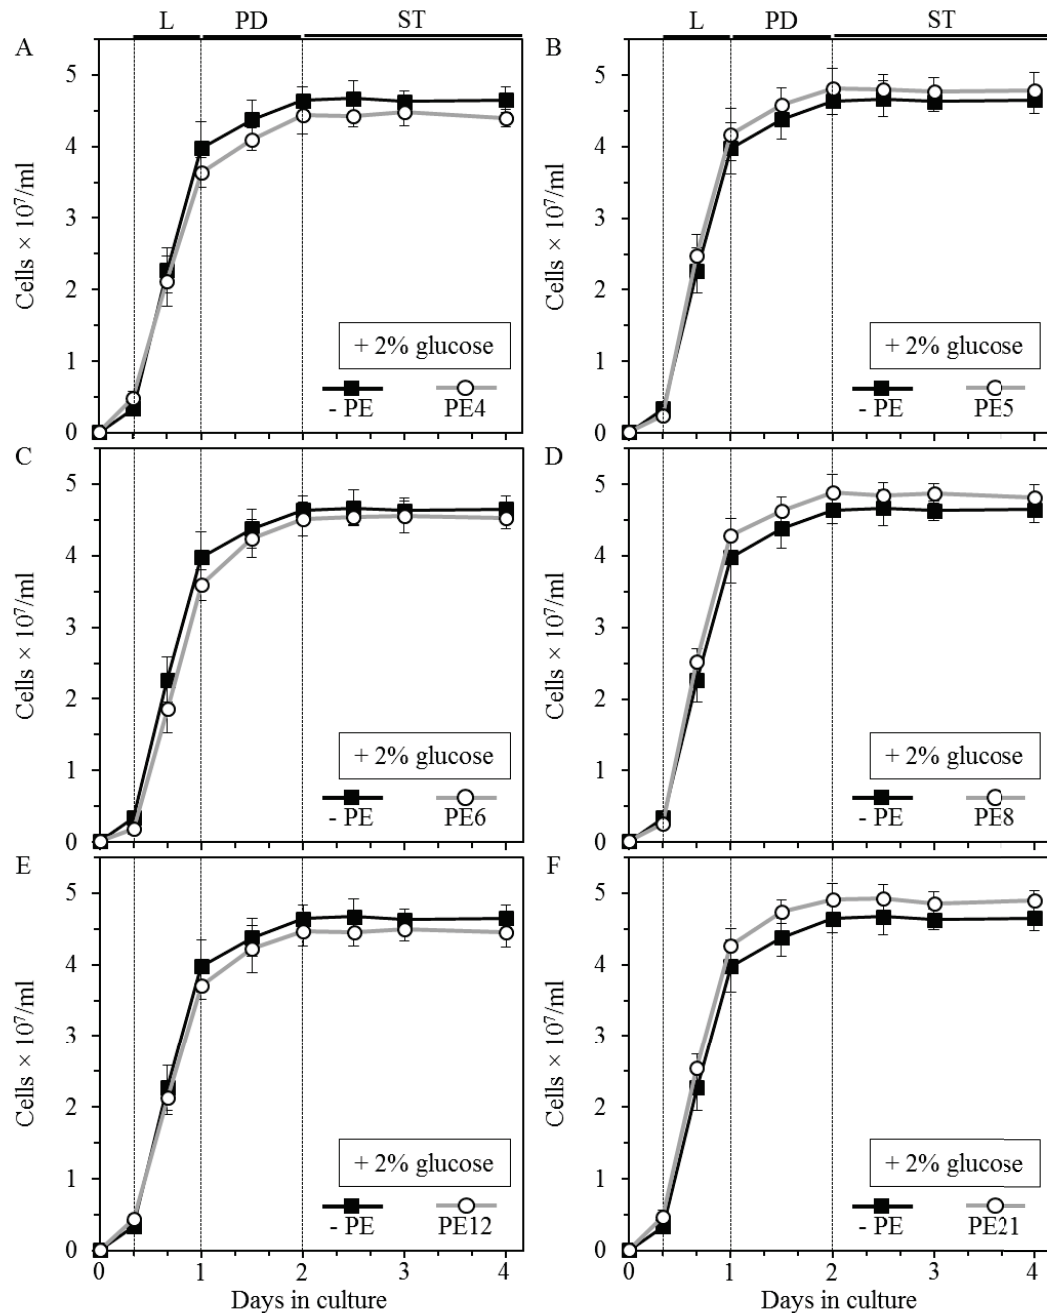 L PD ST L PD ST
A B
5 5
4 4
3 3
2 2
1 1
0 0
Cells × 10⁷/ml Cells × 10⁷/ml
+ 2% glucose + 2% glucose
- PE PE4 - PE PE5
C D
5 5
4 4
3 3
2 2
1 1
0 0
Cells × 10⁷/ml Cells × 10⁷/ml
+ 2% glucose + 2% glucose
- PE PE6 - PE PE8
E F
5 5
4 4
3 3
2 2
1 1
0 0
Cells × 10⁷/ml Cells × 10⁷/ml
+ 2% glucose + 2% glucose
- PE PE12 - PE PE21
0 1 2 3 4 0 1 2 3 4
Days in culture Days in culture